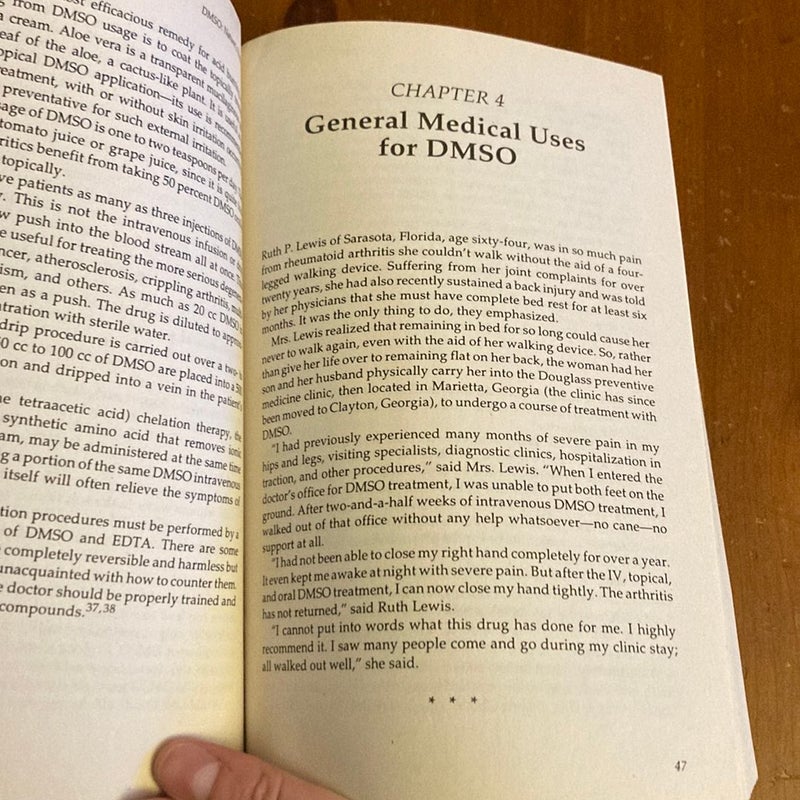 DMSO:
efficacious remedy for acid
from DMSO usage is to coat the topically
a cream. Aloe vera is a transparent mucilaginous
eaf of the aloe, a cactus-like plant. It is
opical DMSO application—its use is
reatment, with or without skin irritation
preventative for such external irritation.
sage of DMSO is one to two teaspoons per day
tomato juice or grape juice, since it is quite
ritics benefit from taking 50 percent DMSO
topically.
ve patients as many as three injections of
y. This is not the intravenous infusion or
w push into the blood stream all at once.
e useful for treating the more serious
ncer, atherosclerosis, crippling arthritis,
ism, and others. As much as 20 cc DMSO
en as a push. The drug is diluted to
ntration with sterile water.
drip procedure is carried out over a
0 cc to 100 cc of DMSO are placed into a
on and dripped into a vein in the patient's
ne tetraacetic acid) chelation therapy, the
synthetic amino acid that removes ionic
am, may be administered at the same time
g a portion of the same DMSO intravenous
itself will often relieve the symptoms of
tion procedures must be performed by a
of DMSO and EDTA. There are some
completely reversible and harmless but
unacquainted with how to counter them.
e doctor should be properly trained and
compounds.37,38
CHAPTER 4
General Medical Uses
for DMSO
Ruth P. Lewis of Sarasota, Florida, age sixty-four, was in so much pain
from rheumatoid arthritis she couldn't walk without the aid of a four-
legged walking device. Suffering from her joint complaints for over
twenty years, she had also recently sustained a back injury and was told
by her physicians that she must have complete bed rest for at least six
months. It was the only thing to do, they emphasized.
Mrs. Lewis realized that remaining in bed for so long could cause her
never to walk again, even with the aid of her walking device. So, rather
than give her life over to remaining flat on her back, the woman had her
son and her husband physically carry her into the Douglass preventive
medicine clinic, then located in Marietta, Georgia (the clinic has since
been moved to Clayton, Georgia), to undergo a course of treatment with
DMSO.
"I had previously experienced many months of severe pain in my
hips and legs, visiting specialists, diagnostic clinics, hospitalization in
traction, and other procedures," said Mrs. Lewis. "When I entered the
doctor's office for DMSO treatment, I was unable to put both feet on the
ground. After two-and-a-half weeks of intravenous DMSO treatment, I
walked out of that office without any help whatsoever—no cane—no
support at all.
"I had not been able to close my right hand completely for over a year.
It even kept me awake at night with severe pain. But after the IV, topical,
and oral DMSO treatment, I can now close my hand tightly. The arthritis
has not returned," said Ruth Lewis.
"I cannot put into words what this drug has done for me. I highly
recommend it. I saw many people come and go during my clinic stay;
all walked out well," she said.
* * *
47